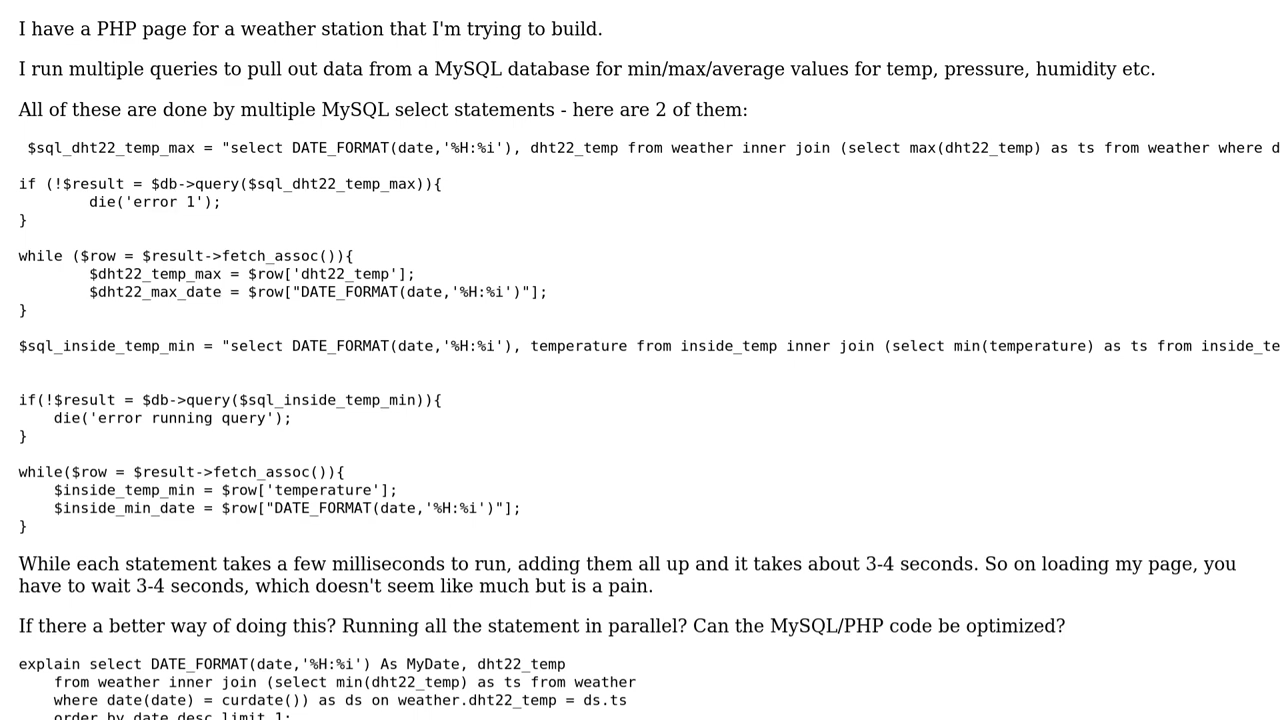 I have a PHP page for a weather station that I'm trying to build.
I run multiple queries to pull out data from a MySQL database for min/max/average values for temp, pressure, humidity etc.
All of these are done by multiple MySQL select statements - here are 2 of them:
$sql_dht22_temp_max = "select DATE_FORMAT(date,'%H:%i'), dht22_temp from weather inner join (select max(dht22_temp) as ts from weather where d
if (!$result = $db->query($sql_dht22_temp_max)){
        die('error 1');
}
while ($row = $result->fetch_assoc()){
        $dht22_temp_max = $row['dht22_temp'];
        $dht22_max_date = $row["DATE_FORMAT(date,'%H:%i')"];
}
$sql_inside_temp_min = "select DATE_FORMAT(date,'%H:%i'), temperature from inside_temp inner join (select min(temperature) as ts from inside_te
if(!$result = $db->query($sql_inside_temp_min)){
    die('error running query');
}
while($row = $result->fetch_assoc()){
    $inside_temp_min = $row['temperature'];
    $inside_min_date = $row["DATE_FORMAT(date,'%H:%i')"];
}
While each statement takes a few milliseconds to run, adding them all up and it takes about 3-4 seconds. So on loading my page, you
have to wait 3-4 seconds, which doesn't seem like much but is a pain.
If there a better way of doing this? Running all the statement in parallel? Can the MySQL/PHP code be optimized?
explain select DATE_FORMAT(date,'%H:%i') As MyDate, dht22_temp
    from weather inner join (select min(dht22_temp) as ts from weather
    where date(date) = curdate()) as ds on weather.dht22_temp = ds.ts
    order by date desc limit 1;